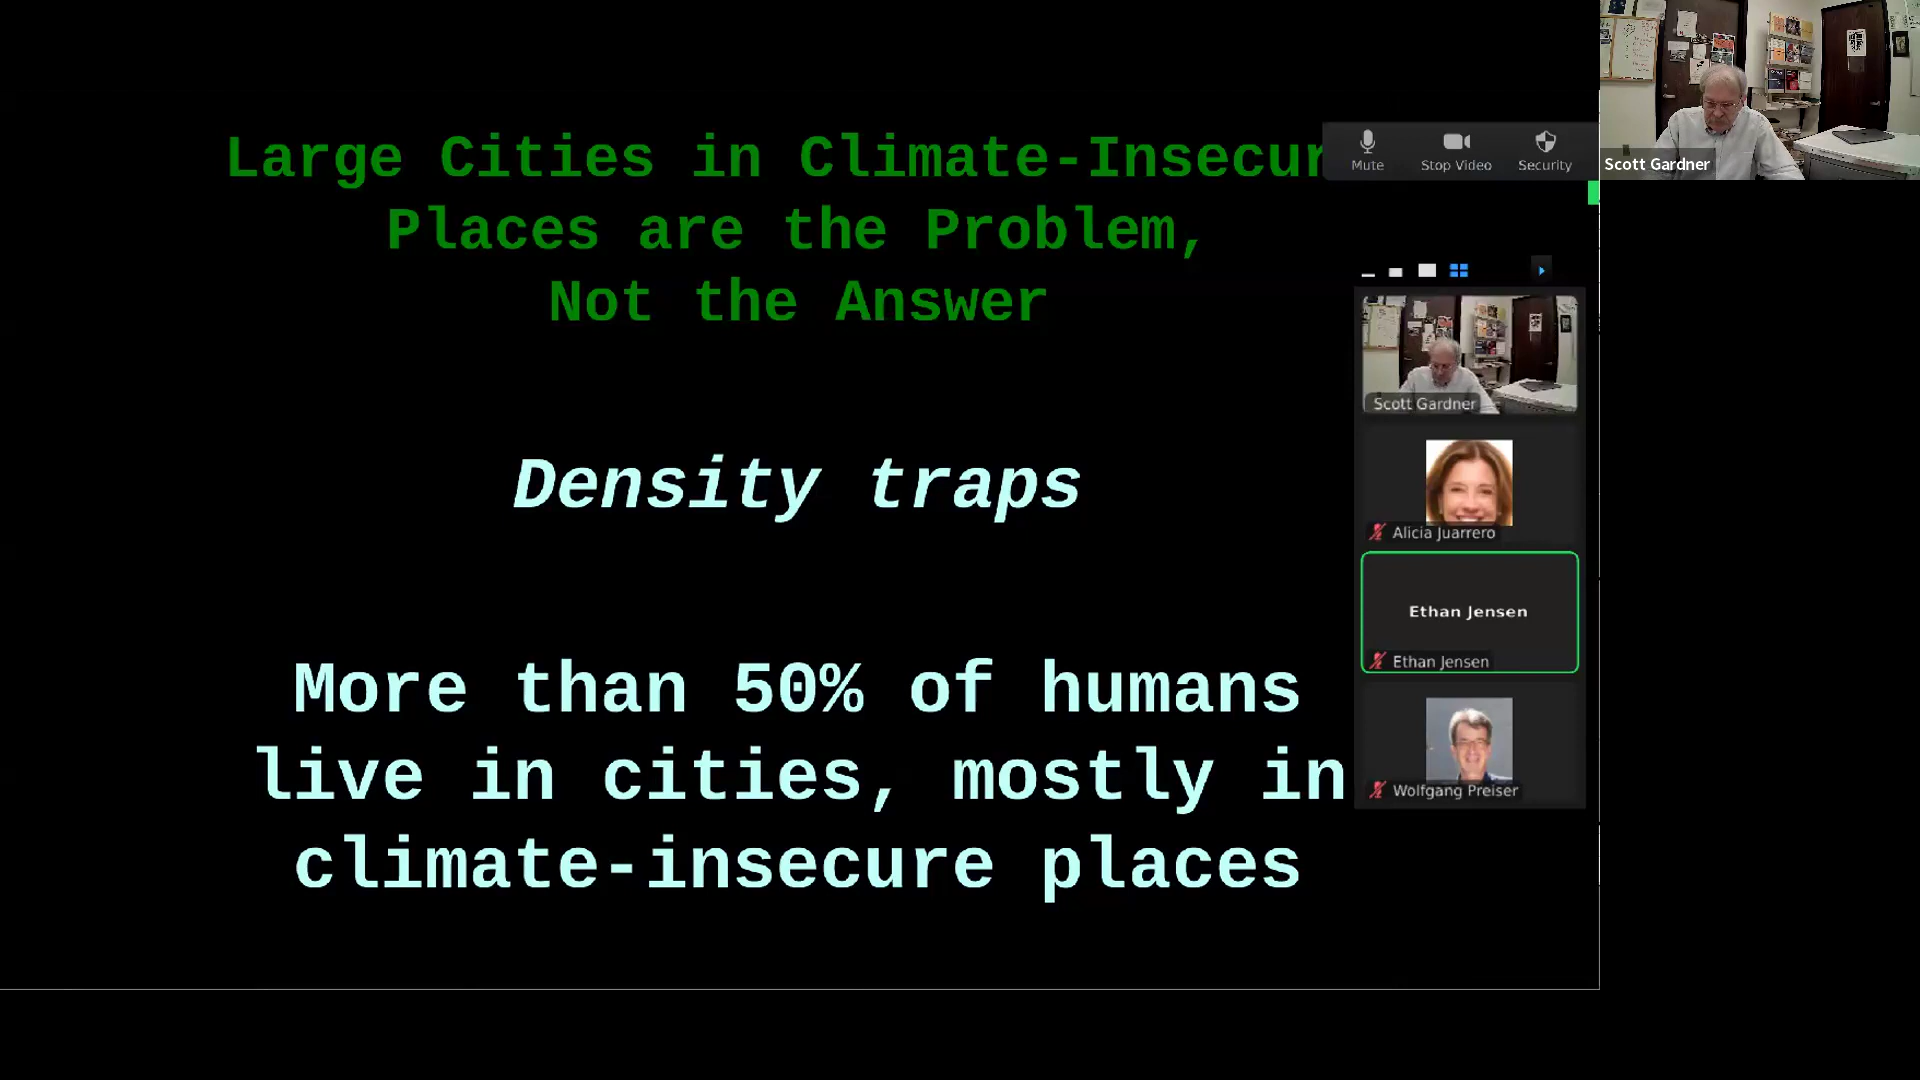 Large Cities in Climate-Insecur
Places are the Problem,
Not the Answer
Density traps
More than 50% of humans
live in cities, mostly in
climate-insecure places
Mute
Stop Video
Security
Scott Gardner
Scott Gardner
Alicia Juarrero
Ethan Jensen
Ethan Jensen
Wolfgang Preiser